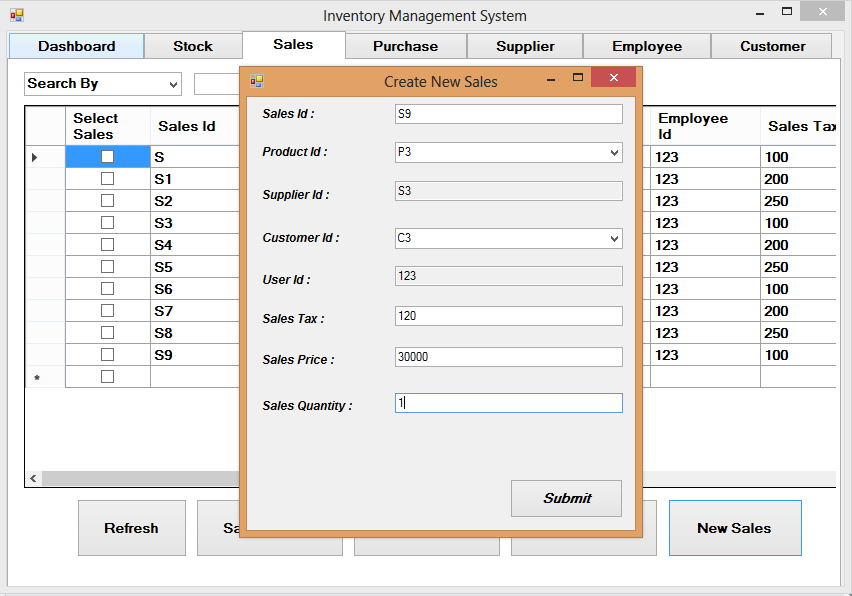 Inventory Management System
Dashboard Stock Sales Purchase Supplier Employee Customer
Search By
Create New Sales
Select Sales Id Employee Sales Tax
Sales Id
S 123 100
S1 123 200
S2 123 250
S3 123 100
S4 123 200
S5 123 250
S6 123 100
S7 123 200
S8 123 250
S9 123 100
*
Sales Id : S9
Product Id : P3
Supplier Id : S3
Customer Id : C3
User Id : 123
Sales Tax : 120
Sales Price : 30000
Sales Quantity : 1
Submit
Refresh Sa New Sales